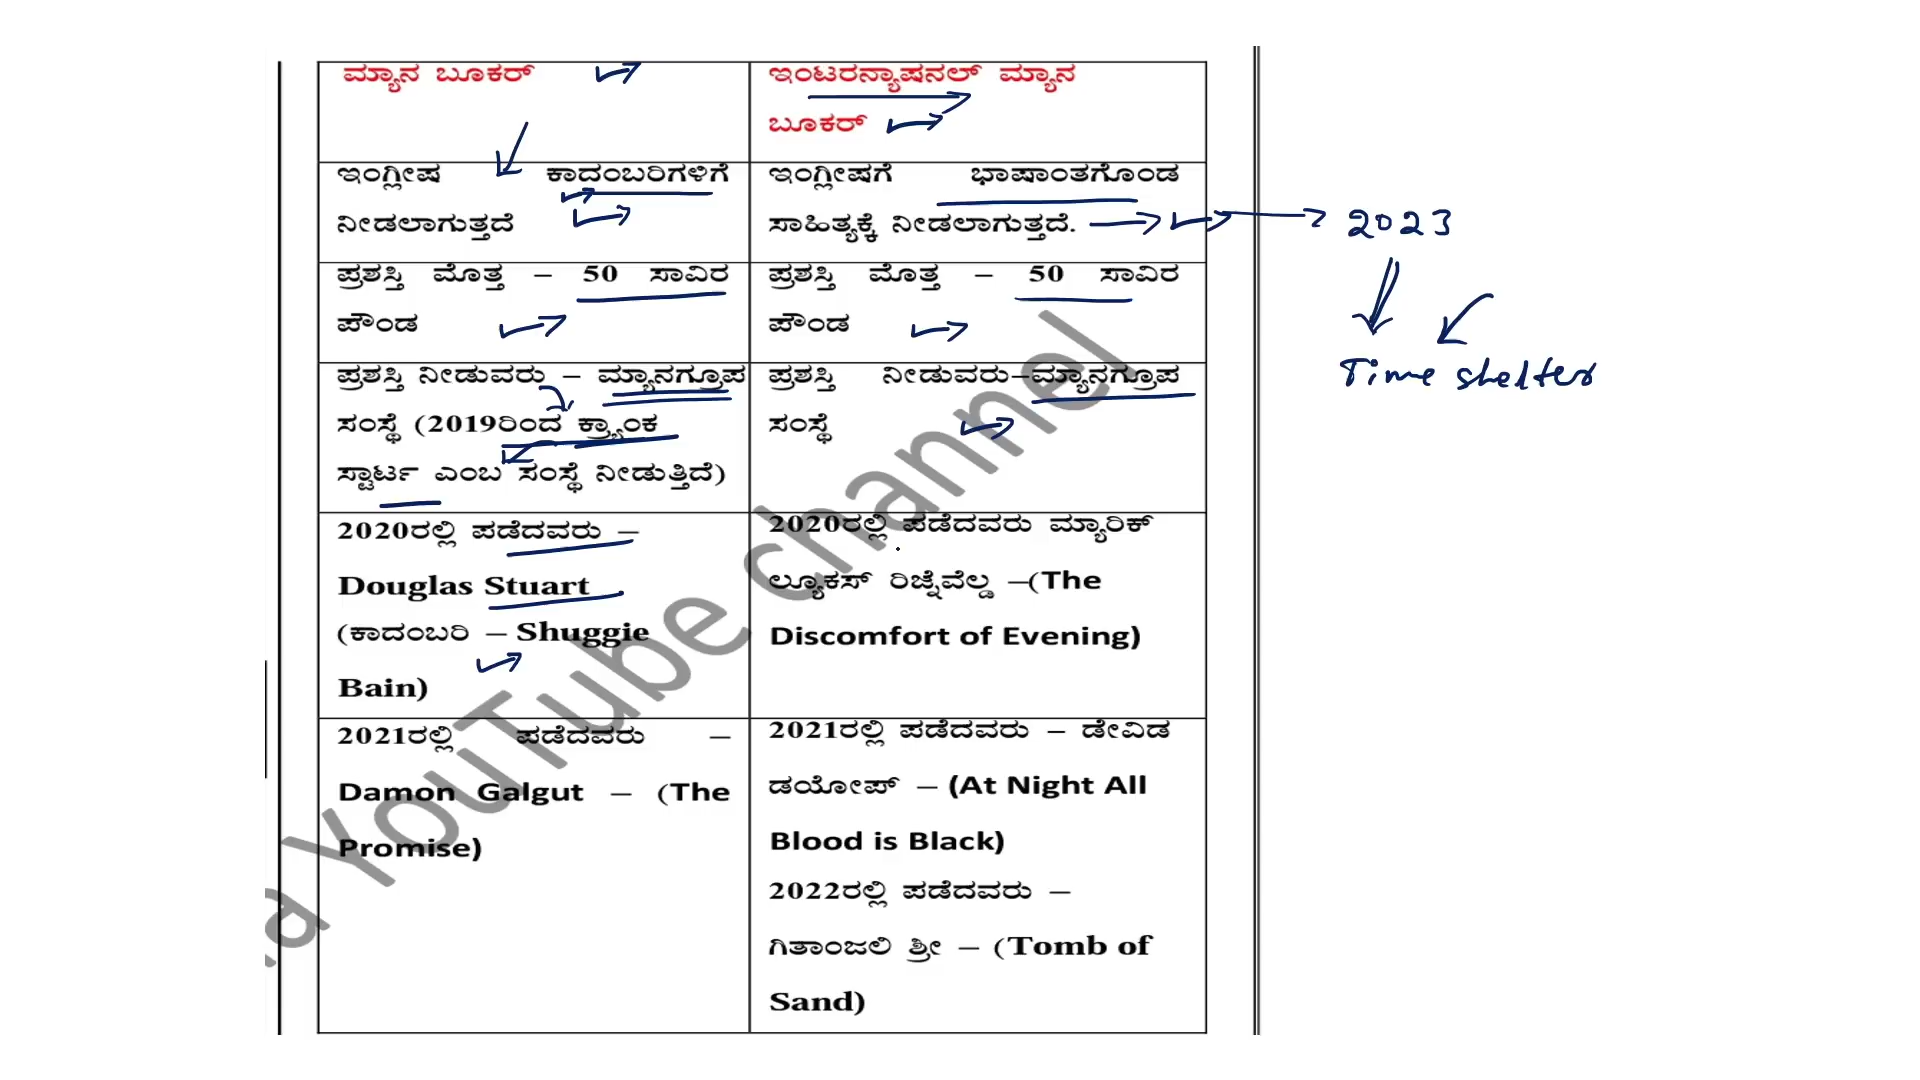 ಮ್ಯಾನ ಬೂಕರ್
ಇಂಗ್ಲೀಷ ಕಾದಂಬರಿಗಳಿಗೆ
ನೀಡಲಾಗುತ್ತದೆ
ಪ್ರಶಸ್ತಿ ಮೊತ್ತ – 50 ಸಾವಿರ
ಪೌಂಡ
ಪ್ರಶಸ್ತಿ ನೀಡುವರು – ಮ್ಯಾನಗ್ರೂಪ
ಸಂಸ್ಥೆ (2019ರಿಂದ ಕ್ರ್ಯಾಂಕ
ಸ್ಟಾರ್ಟ ಎಂಬ ಸಂಸ್ಥೆ ನೀಡುತ್ತಿದೆ)
2020ರಲ್ಲಿ ಪಡೆದವರು –
Douglas Stuart
(ಕಾದಂಬರಿ – Shuggie
Bain)
2021ರಲ್ಲಿ ಪಡೆದವರು –
Damon Galgut – (The
Promise)
ಇಂಟರನ್ಯಾಷನಲ್ ಮ್ಯಾನ
ಬೂಕರ್
ಇಂಗ್ಲೀಷಗೆ ಭಾಷಾಂತಗೊಂಡ
ಸಾಹಿತ್ಯಕ್ಕೆ ನೀಡಲಾಗುತ್ತದೆ.
ಪ್ರಶಸ್ತಿ ಮೊತ್ತ – 50 ಸಾವಿರ
ಪೌಂಡ
ಪ್ರಶಸ್ತಿ ನೀಡುವರು–ಮ್ಯಾನಗ್ರೂಪ
ಸಂಸ್ಥೆ
2020ರಲ್ಲಿ ಪಡೆದವರು ಮ್ಯಾರಿಕ್
ಲ್ಯೂಕಸ್ ರಿಜ್ನೆವೆಲ್ಡ –(The
Discomfort of Evening)
2021ರಲ್ಲಿ ಪಡೆದವರು – ಡೇವಿಡ
ಡಯೋಪ್ – (At Night All
Blood is Black)
2022ರಲ್ಲಿ ಪಡೆದವರು –
ಗಿತಾಂಜಲಿ ಶ್ರೀ – (Tomb of
Sand)
2023
Time shelter
a YouTube channel